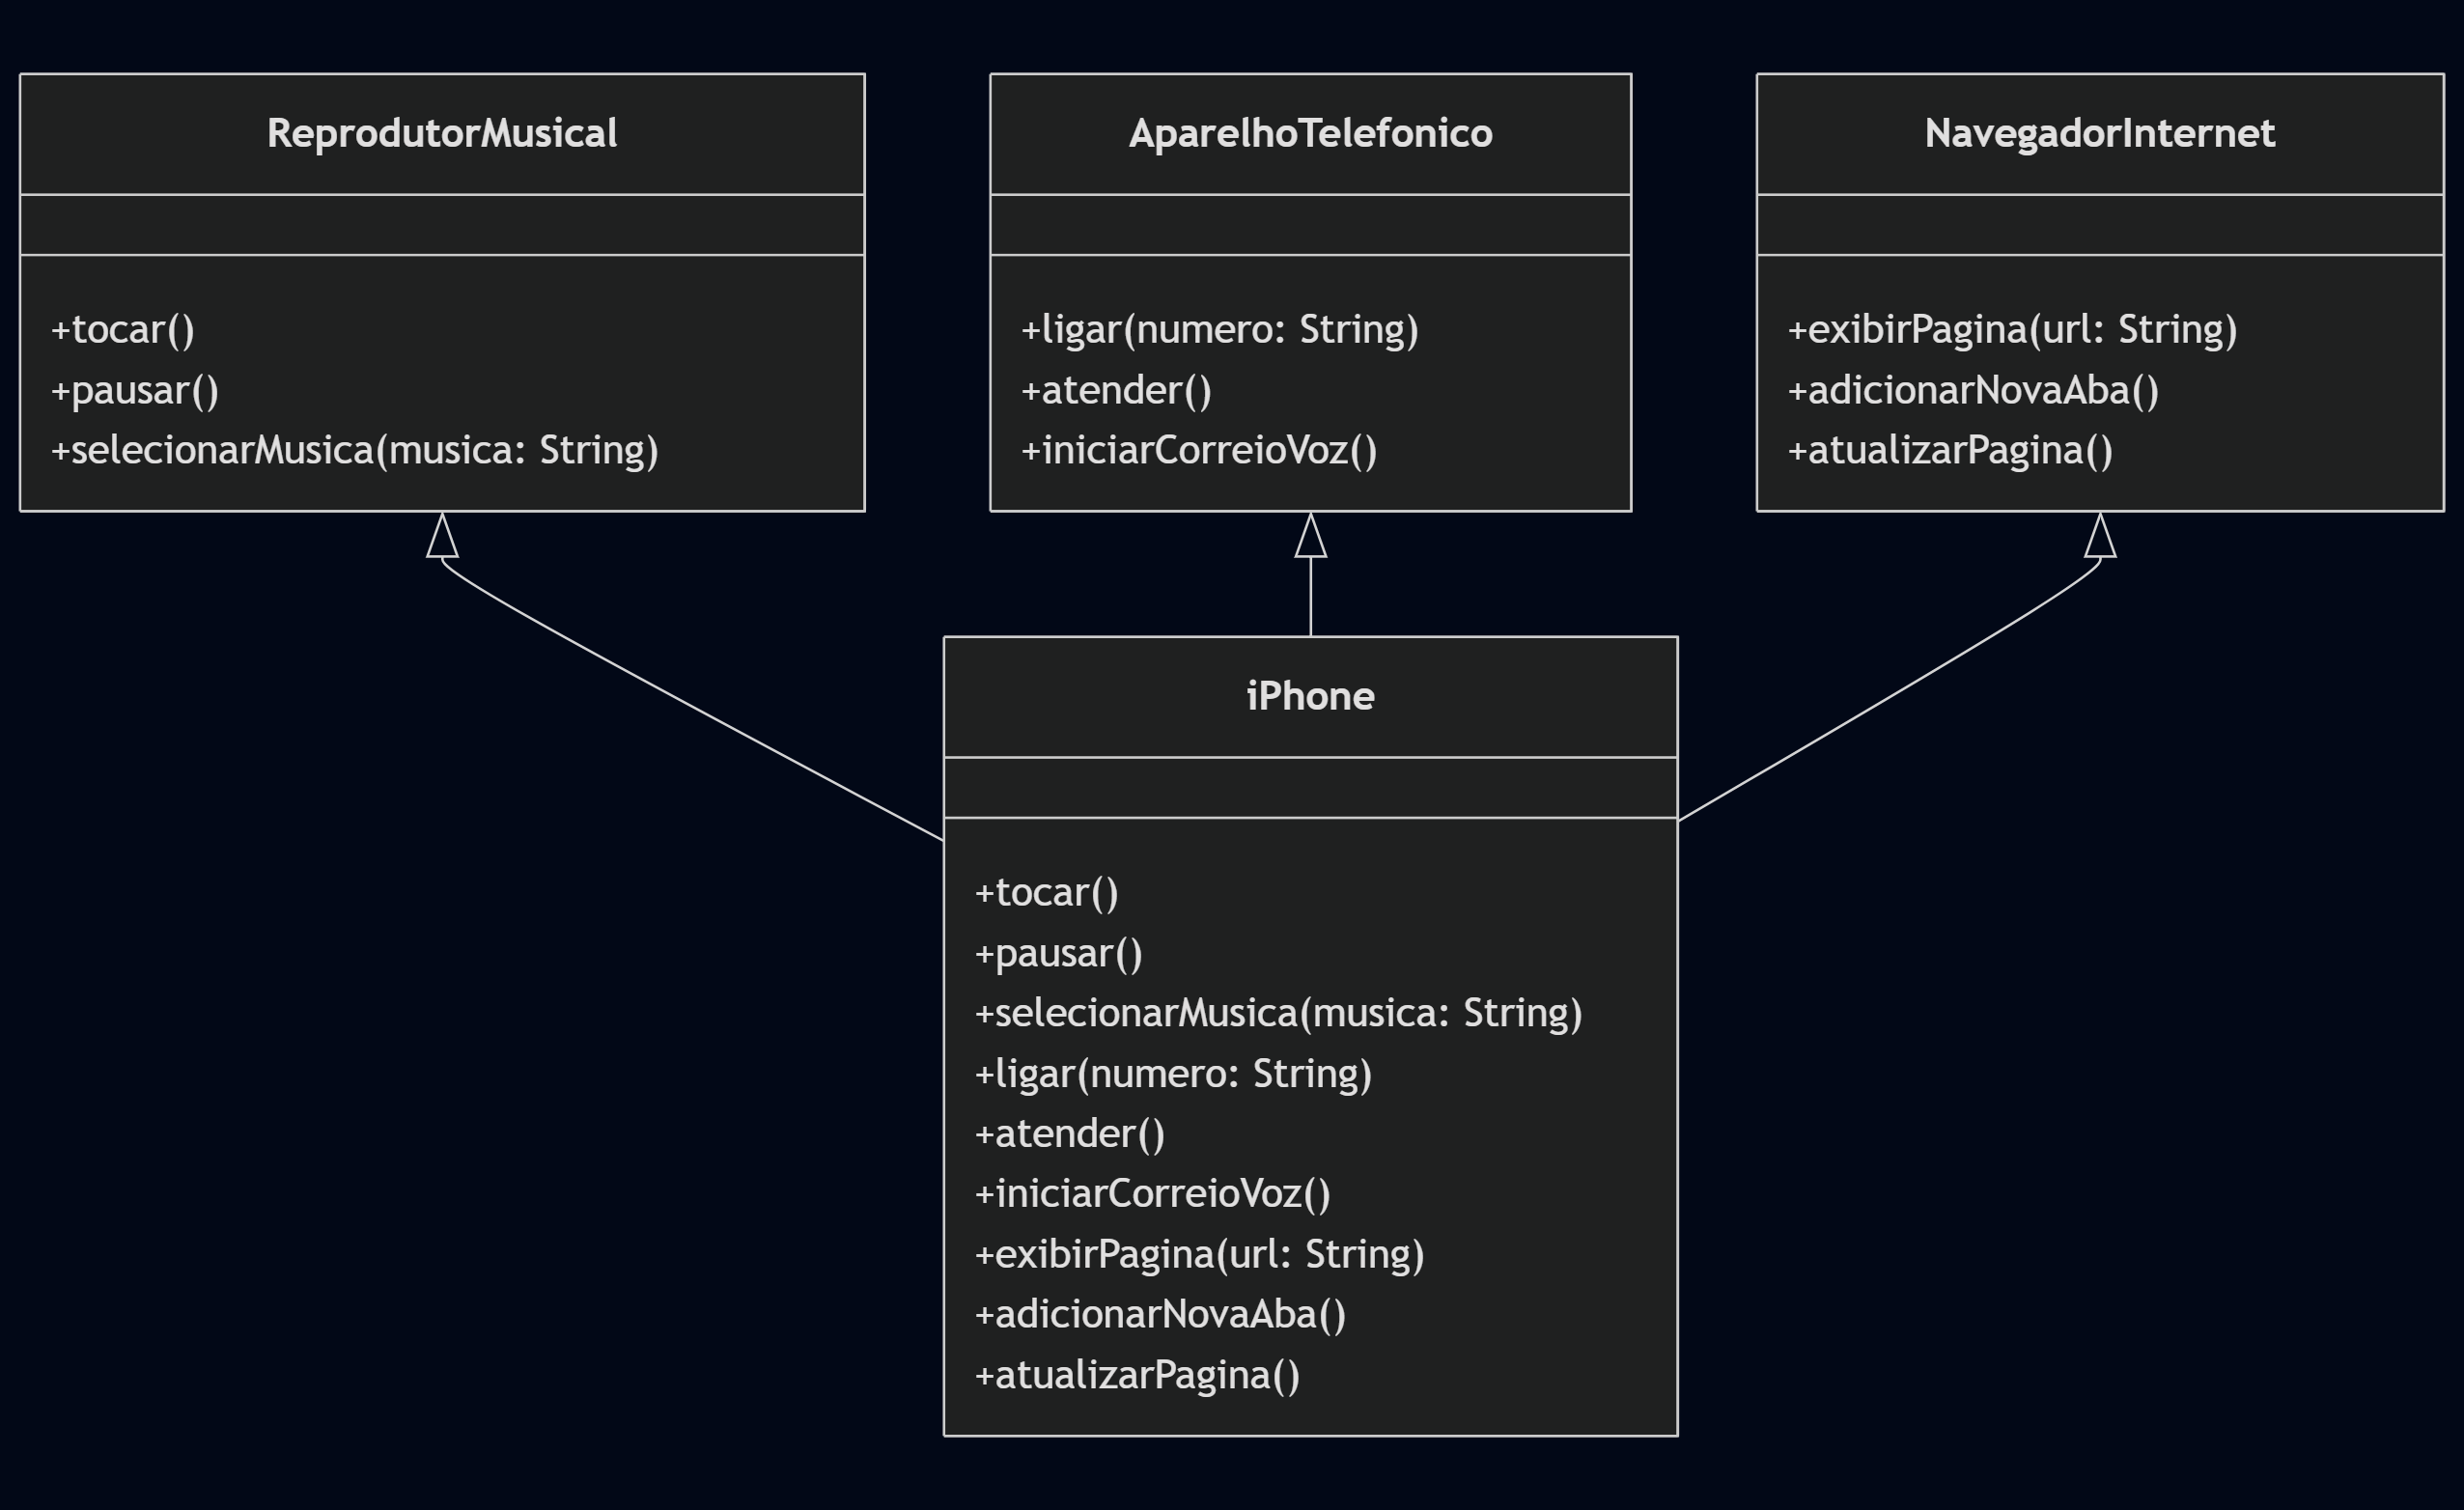 ReprodutorMusical
+tocar()
+pausar()
+selecionarMusica(musica: String)
AparelhoTelefonico
+ligar(numero: String)
+atender()
+iniciarCorreioVoz()
NavegadorInternet
+exibirPagina(url: String)
+adicionarNovaAba()
+atualizarPagina()
iPhone
+tocar()
+pausar()
+selecionarMusica(musica: String)
+ligar(numero: String)
+atender()
+iniciarCorreioVoz()
+exibirPagina(url: String)
+adicionarNovaAba()
+atualizarPagina()